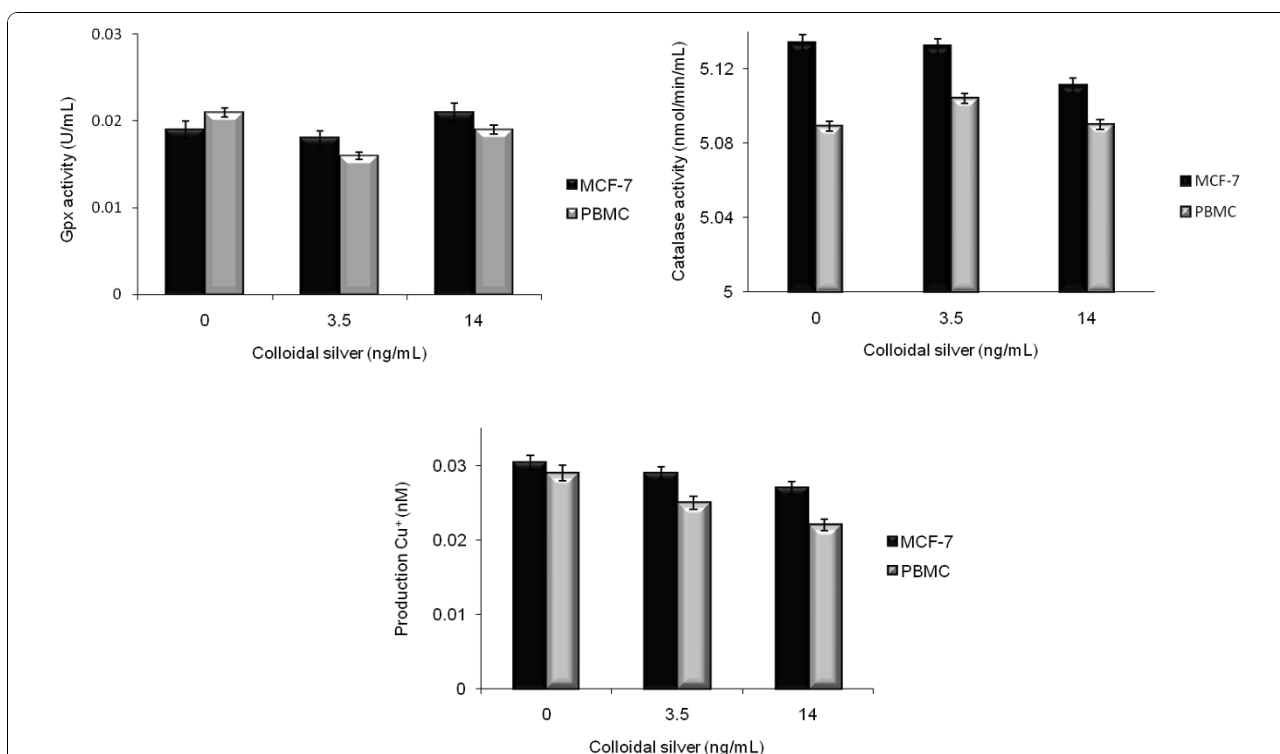 0.03
0.02
0.01
0
Gpx activity (U/mL)
0
3.5
14
Colloidal silver (ng/mL)
MCF-7
PBMC
5.12
5.08
5.04
5
Catalase activity (nmol/min/mL)
0
3.5
14
Colloidal silver (ng/mL)
MCF-7
PBMC
0.03
0.02
0.01
0
Production Cu⁺ (nM)
0
3.5
14
Colloidal silver (ng/mL)
MCF-7
PBMC